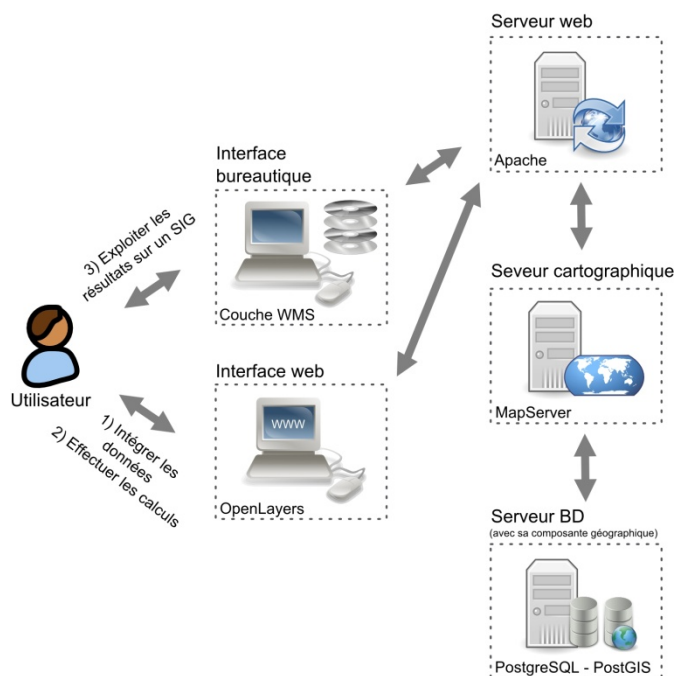 Serveur web
Apache
Interface
bureautique
Couche WMS
3) Exploiter les
résultats sur un SIG
Seveur cartographique
MapServer
Utilisateur
Interface web
WWW
OpenLayers
1) Intégrer les
données
2) Effectuer les calculs
Serveur BD
(avec sa composante géographique)
PostgreSQL - PostGIS